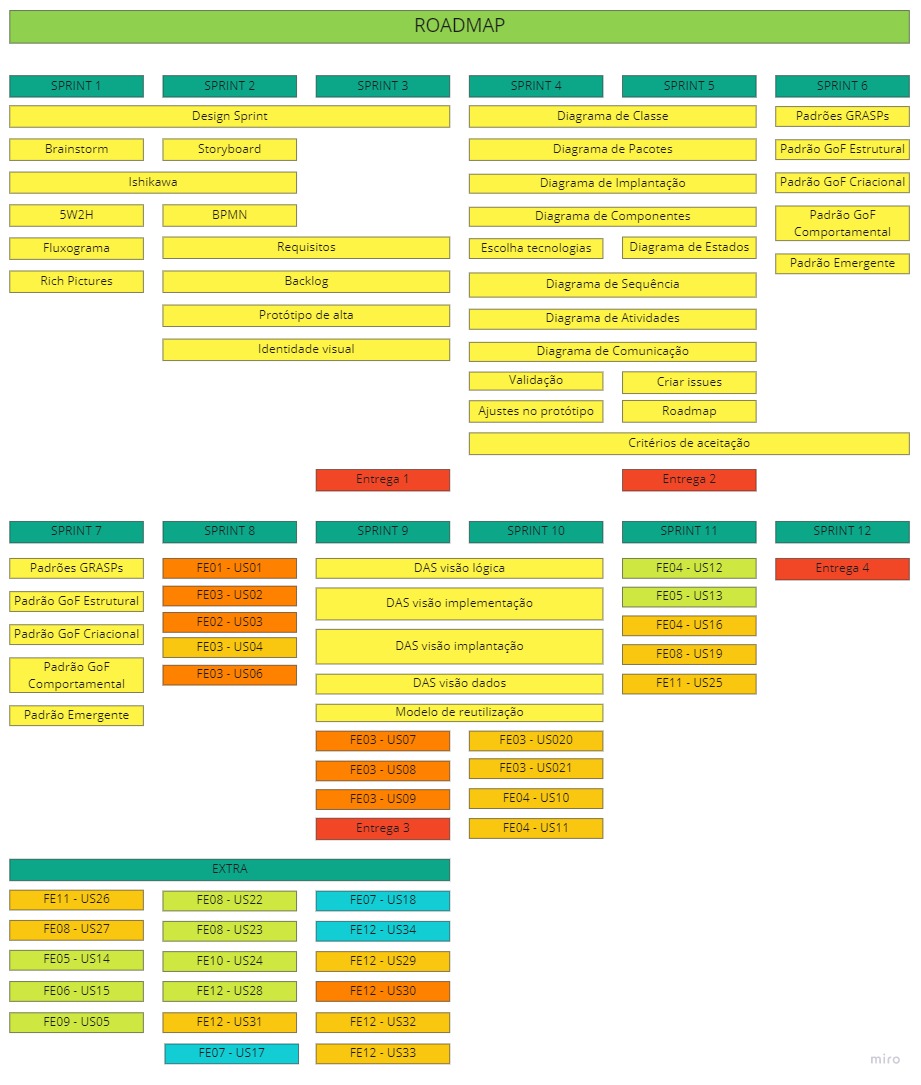 ROADMAP
SPRINT 1
SPRINT 2
SPRINT 3
SPRINT 4
SPRINT 5
SPRINT 6
Design Sprint
Diagrama de Classe
Padrões GRASPs
Brainstorm
Storyboard
Diagrama de Pacotes
Padrão GoF Estrutural
Ishikawa
Diagrama de Implantação
Padrão GoF Criacional
5W2H
BPMN
Diagrama de Componentes
Padrão GoF
Comportamental
Fluxograma
Requisitos
Escolha tecnologias
Diagrama de Estados
Padrão Emergente
Rich Pictures
Backlog
Diagrama de Sequência
Protótipo de alta
Diagrama de Atividades
Identidade visual
Diagrama de Comunicação
Validação
Criar issues
Ajustes no protótipo
Roadmap
Critérios de aceitação
Entrega 1
Entrega 2
SPRINT 7
SPRINT 8
SPRINT 9
SPRINT 10
SPRINT 11
SPRINT 12
Padrões GRASPs
FE01 - US01
DAS visão lógica
FE04 - US12
Entrega 4
Padrão GoF Estrutural
FE03 - US02
DAS visão implementação
FE05 - US13
Padrão GoF Criacional
FE02 - US03
FE04 - US16
FE03 - US04
DAS visão implantação
FE08 - US19
Padrão GoF
Comportamental
FE03 - US06
DAS visão dados
FE11 - US25
Padrão Emergente
Modelo de reutilização
FE03 - US07
FE03 - US020
FE03 - US08
FE03 - US021
FE03 - US09
FE04 - US10
Entrega 3
FE04 - US11
EXTRA
FE11 - US26
FE08 - US22
FE07 - US18
FE08 - US27
FE08 - US23
FE12 - US34
FE05 - US14
FE10 - US24
FE12 - US29
FE06 - US15
FE12 - US28
FE12 - US30
FE09 - US05
FE12 - US31
FE12 - US32
FE07 - US17
FE12 - US33
miro